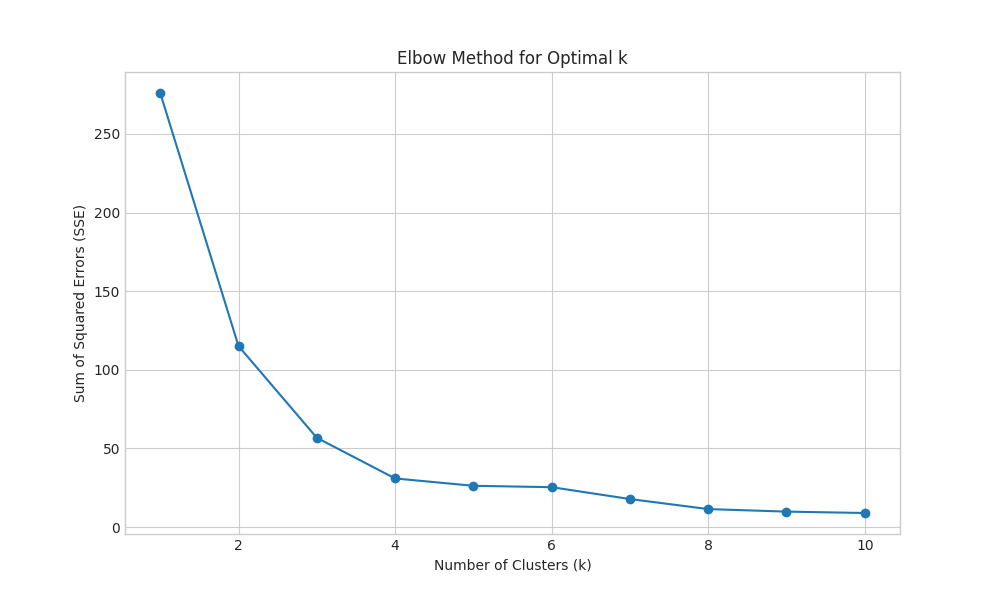 Elbow Method for Optimal k
Sum of Squared Errors (SSE)
250
200
150
100
50
0
2 4 6 8 10
Number of Clusters (k)